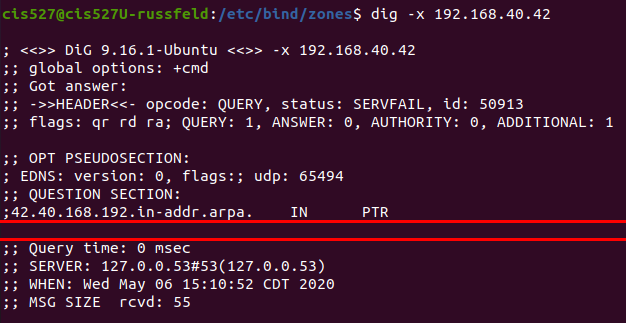 cis527@cis527U-russfeld:/etc/bind/zones$ dig -x 192.168.40.42
; <<>> DiG 9.16.1-Ubuntu <<>> -x 192.168.40.42
;; global options: +cmd
;; Got answer:
;; ->>HEADER<<- opcode: QUERY, status: SERVFAIL, id: 50913
;; flags: qr rd ra; QUERY: 1, ANSWER: 0, AUTHORITY: 0, ADDITIONAL: 1
;; OPT PSEUDOSECTION:
; EDNS: version: 0, flags:; udp: 65494
;; QUESTION SECTION:
;42.40.168.192.in-addr.arpa. IN PTR
;; Query time: 0 msec
;; SERVER: 127.0.0.53#53(127.0.0.53)
;; WHEN: Wed May 06 15:10:52 CDT 2020
;; MSG SIZE rcvd: 55